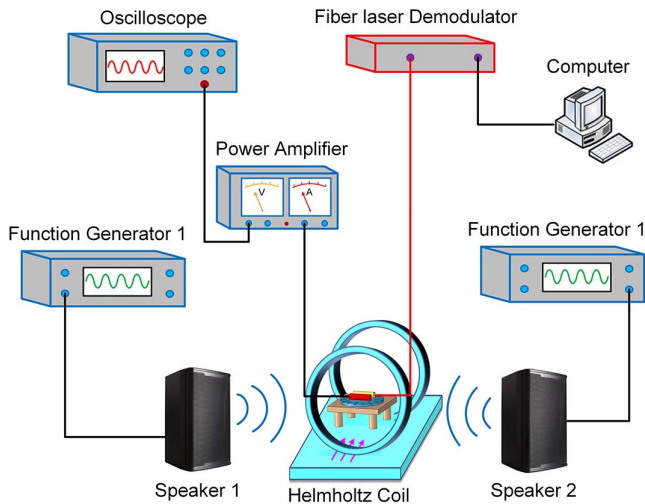 Oscilloscope
Fiber laser Demodulator
Computer
Power Amplifier
V
A
Function Generator 1
Function Generator 1
Speaker 1
Helmholtz Coil
Speaker 2